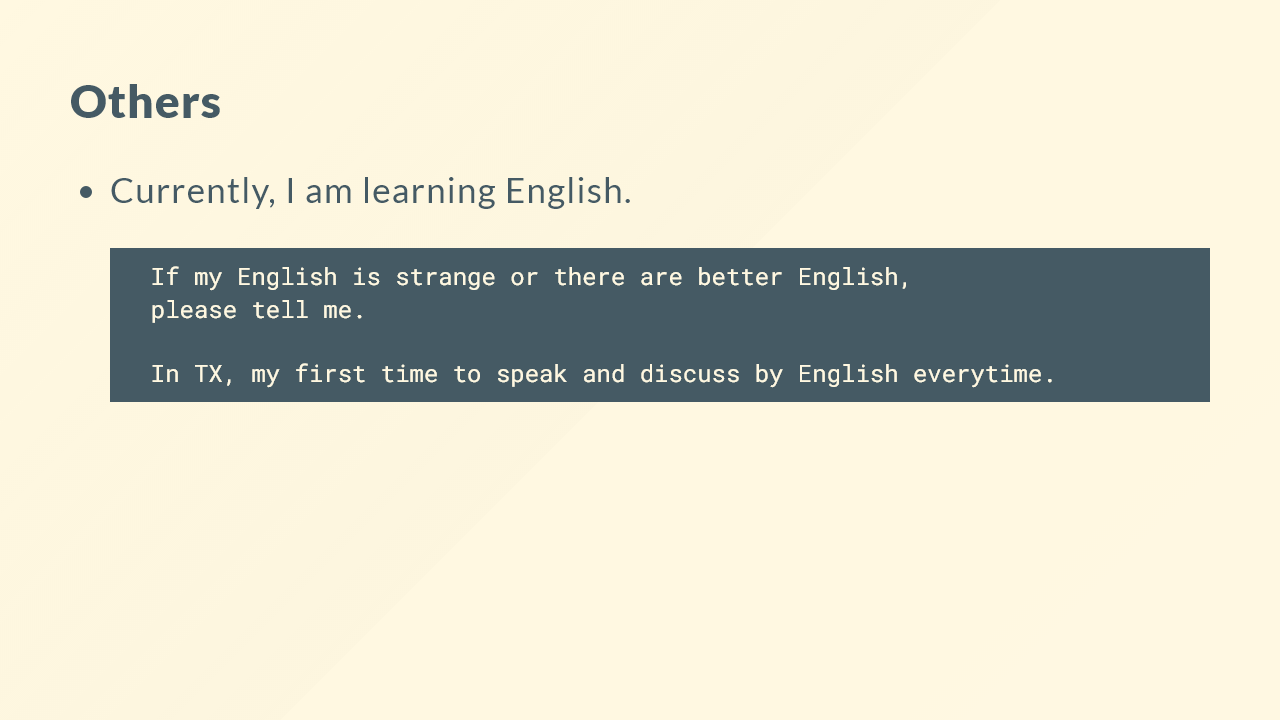 Others
• Currently, I am learning English.
If my English is strange or there are better English,
please tell me.
In TX, my first time to speak and discuss by English everytime.